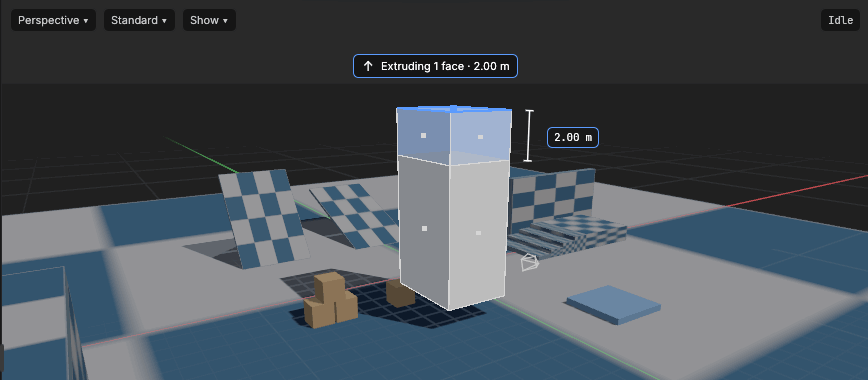 Perspective
Standard
Show
Idle
Extruding 1 face · 2.00 m
2.00 m